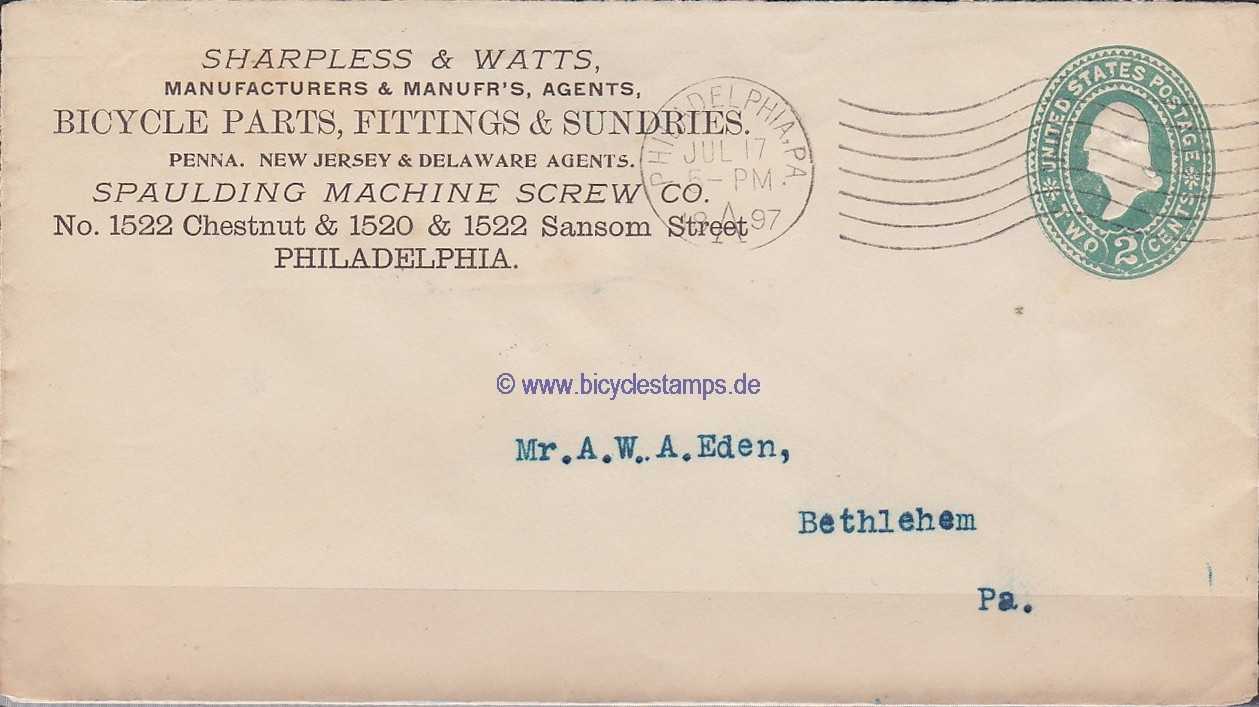 SHARPLESS & WATTS,
MANUFACTURERS & MANUFR'S, AGENTS,
BICYCLE PARTS, FITTINGS & SUNDRIES.
PENNA. NEW JERSEY & DELAWARE AGENTS.
SPAULDING MACHINE SCREW CO.
No. 1522 Chestnut & 1520 & 1522 Sansom Street
PHILADELPHIA.
PHILADELPHIA, PA.
JUL 17
5-PM
97
UNITED STATES POSTAGE
TWO 2 CENTS
© www.bicyclestamps.de
Mr.A.W.A.Eden,
Bethlehem
Pa.